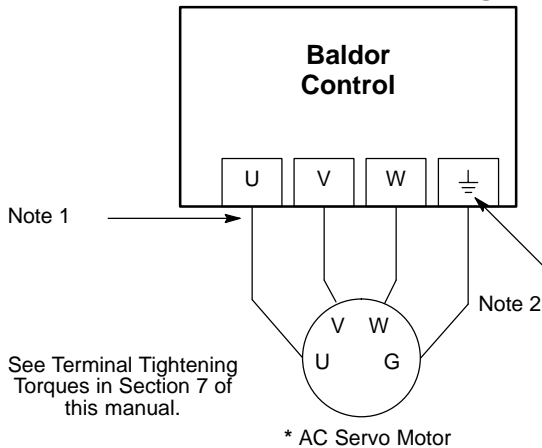 Baldor
Control
U V W
Note 1
Note 2
V W
U G
See Terminal Tightening
Torques in Section 7 of
this manual.
* AC Servo Motor